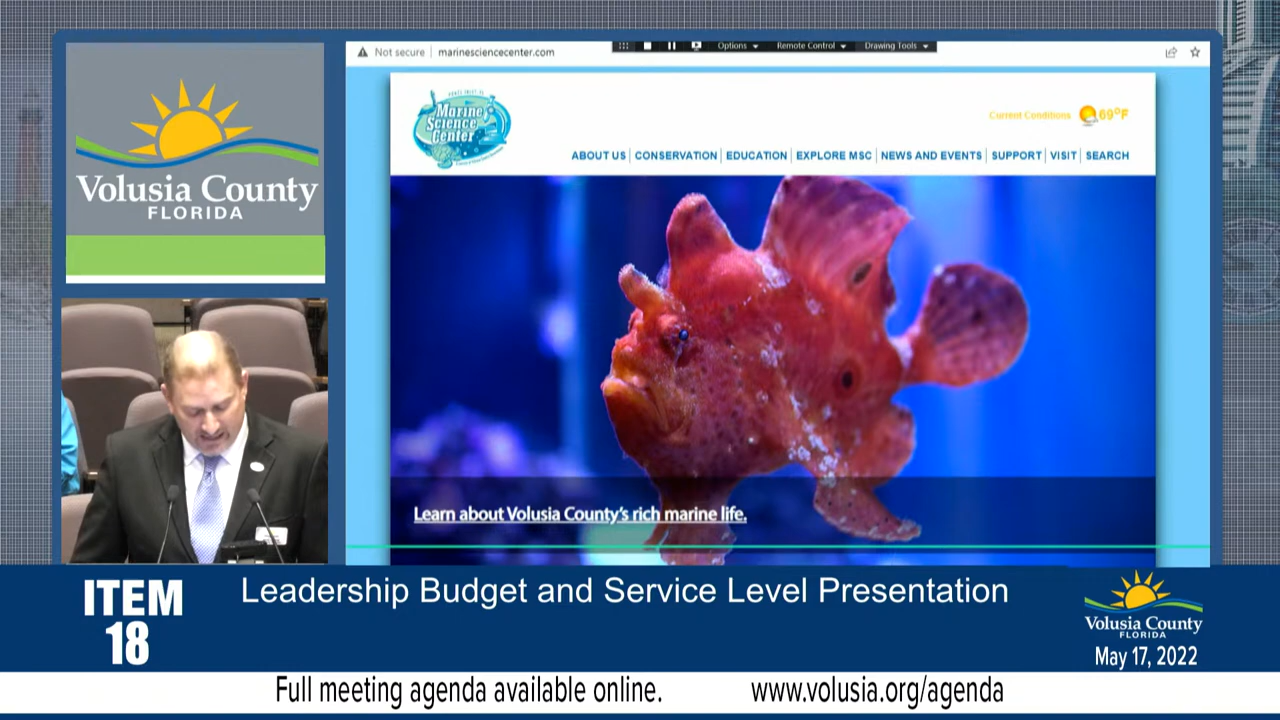 Volusia County
FLORIDA
Not secure marinesciencecenter.com
Options Remote Control Drawing Tools
Marine
Science
Center
Current Conditions 69°F
ABOUT US CONSERVATION EDUCATION EXPLORE MSC NEWS AND EVENTS SUPPORT VISIT SEARCH
Learn about Volusia County's rich marine life.
ITEM
18
Leadership Budget and Service Level Presentation
Volusia County
FLORIDA
May 17, 2022
Full meeting agenda available online. www.volusia.org/agenda